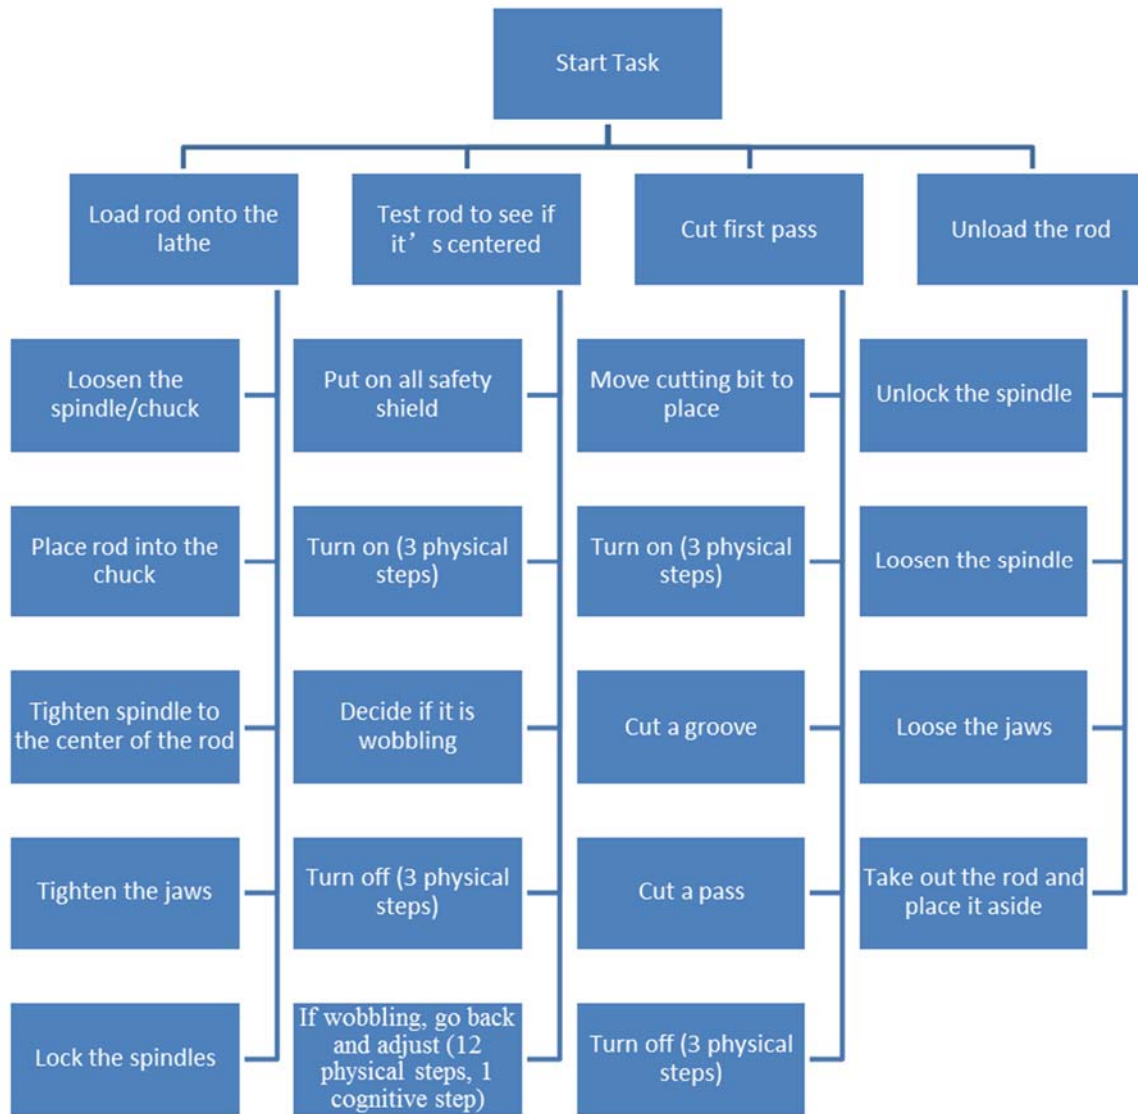 Start Task
Load rod onto the
lathe
Test rod to see if
it’s centered
Cut first pass
Unload the rod
Loosen the
spindle/chuck
Put on all safety
shield
Move cutting bit to
place
Unlock the spindle
Place rod into the
chuck
Turn on (3 physical
steps)
Turn on (3 physical
steps)
Loosen the spindle
Tighten spindle to
the center of the rod
Decide if it is
wobbling
Cut a groove
Loose the jaws
Tighten the jaws
Turn off (3 physical
steps)
Cut a pass
Take out the rod and
place it aside
Lock the spindles
If wobbling, go back
and adjust (12
physical steps, 1
cognitive step)
Turn off (3 physical
steps)